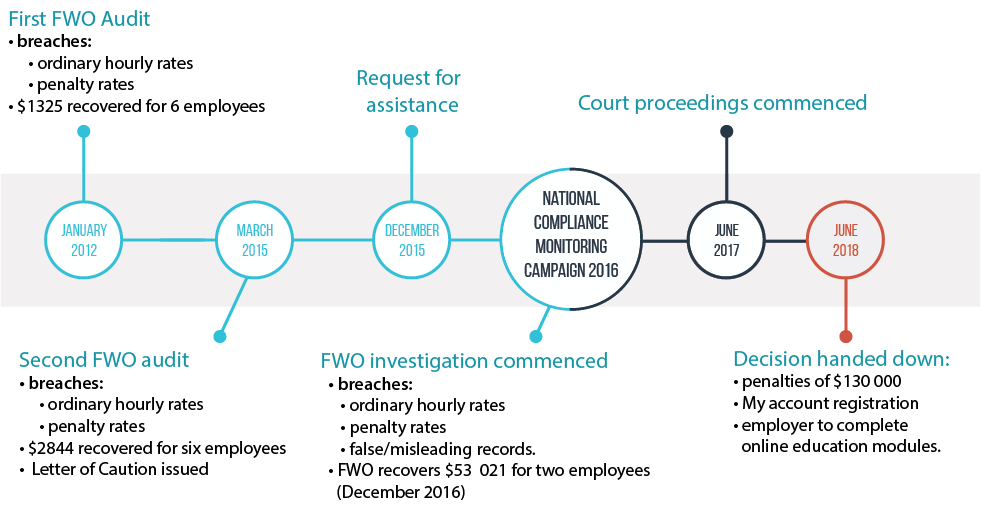 First FWO Audit
• breaches:
• ordinary hourly rates
• penalty rates
• $1325 recovered for 6 employees
Request for
assistance
Court proceedings commenced
JANUARY
2012
MARCH
2015
DECEMBER
2015
NATIONAL
COMPLIANCE
MONITORING
CAMPAIGN 2016
JUNE
2017
JUNE
2018
Second FWO audit
• breaches:
• ordinary hourly rates
• penalty rates
• $2844 recovered for six employees
• Letter of Caution issued
FWO investigation commenced
• breaches:
• ordinary hourly rates
• penalty rates
• false/misleading records.
• FWO recovers $53 021 for two employees
(December 2016)
Decision handed down:
• penalties of $130 000
• My account registration
• employer to complete
online education modules.